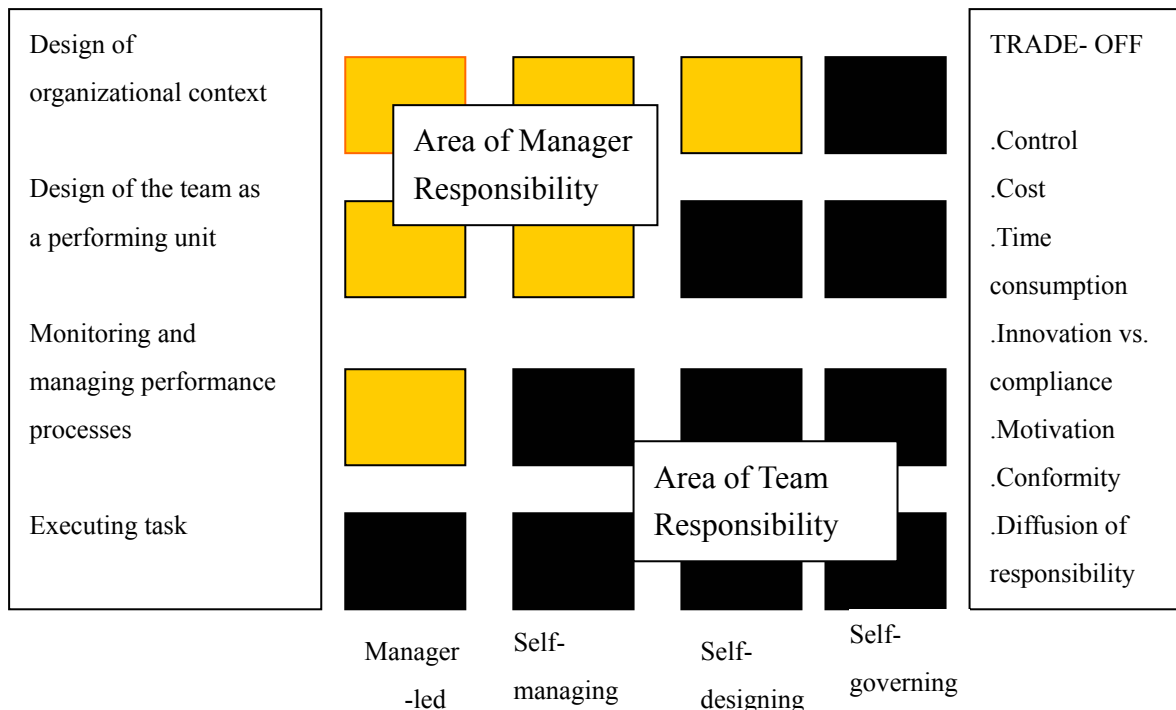 Design of
organizational context
Design of the team as
a performing unit
Monitoring and
managing performance
processes
Executing task
Area of Manager
Responsibility
Area of Team
Responsibility
TRADE- OFF
.Control
.Cost
.Time
consumption
.Innovation vs.
compliance
.Motivation
.Conformity
.Diffusion of
responsibility
Manager
-led
Self-
managing
Self-
designing
Self-
governing